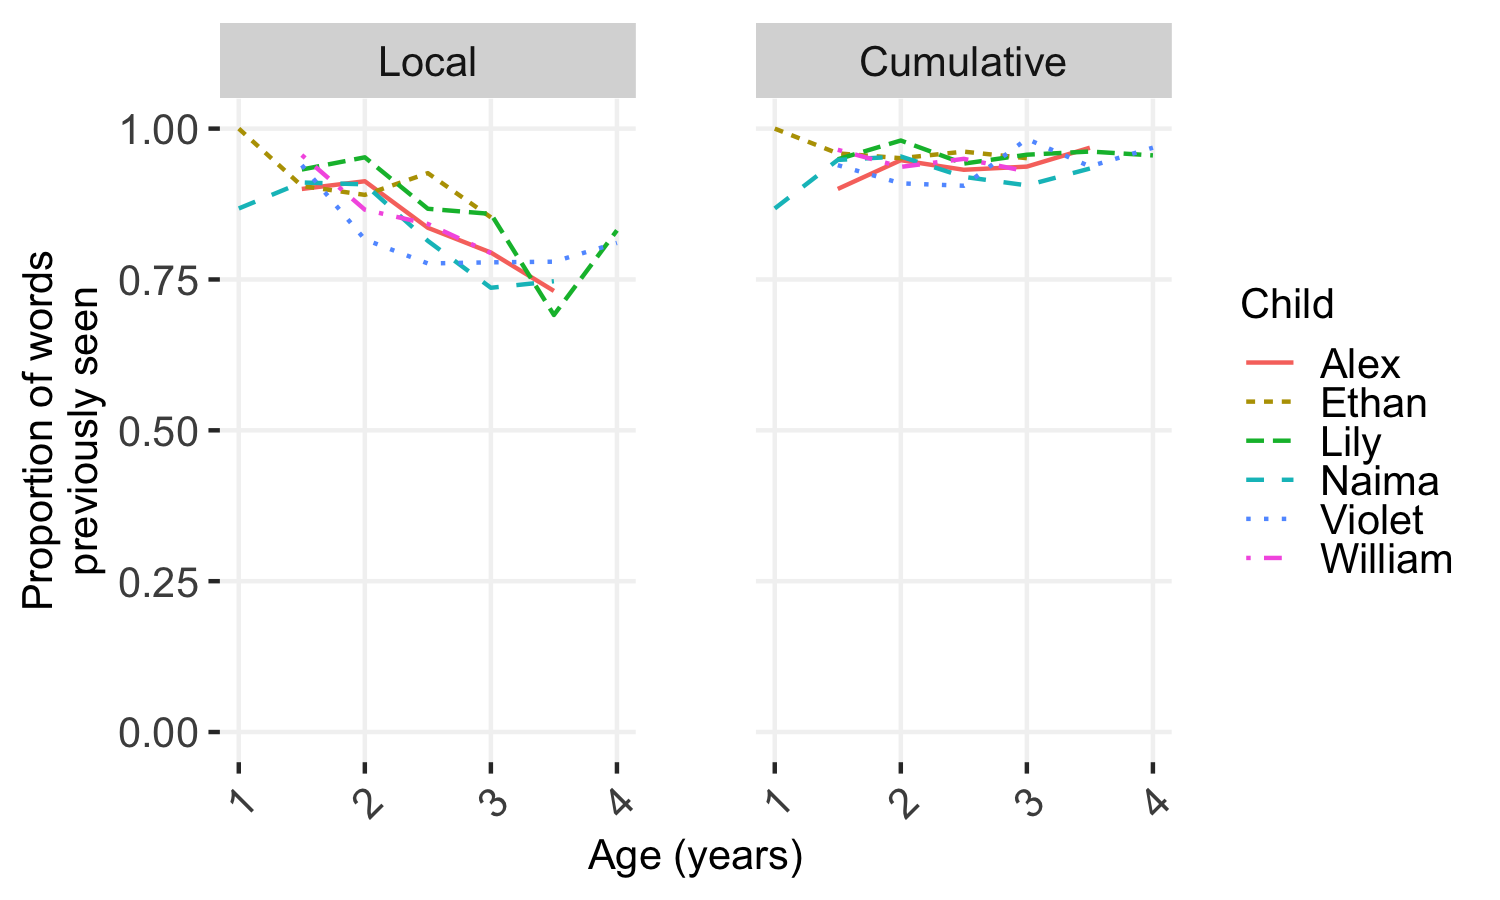 Local
Cumulative
Proportion of words
previously seen
1.00
0.75
0.50
0.25
0.00
1
2
3
4
1
2
3
4
Age (years)
Child
Alex
Ethan
Lily
Naima
Violet
William